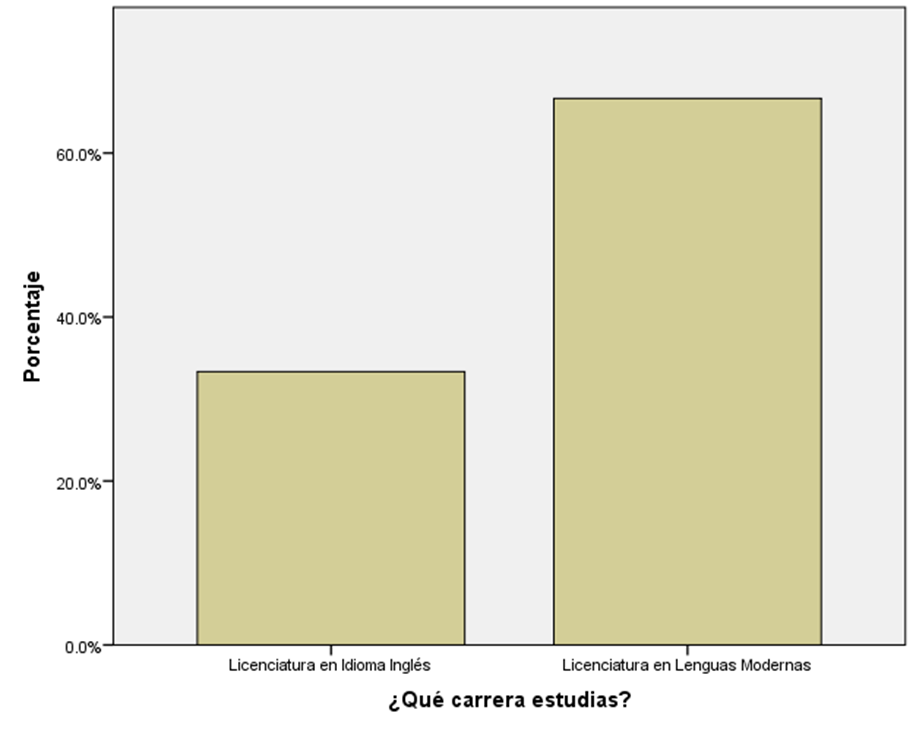 Porcentaje
60.0%
40.0%
20.0%
0.0%
Licenciatura en Idioma Inglés
Licenciatura en Lenguas Modernas
¿Qué carrera estudias?